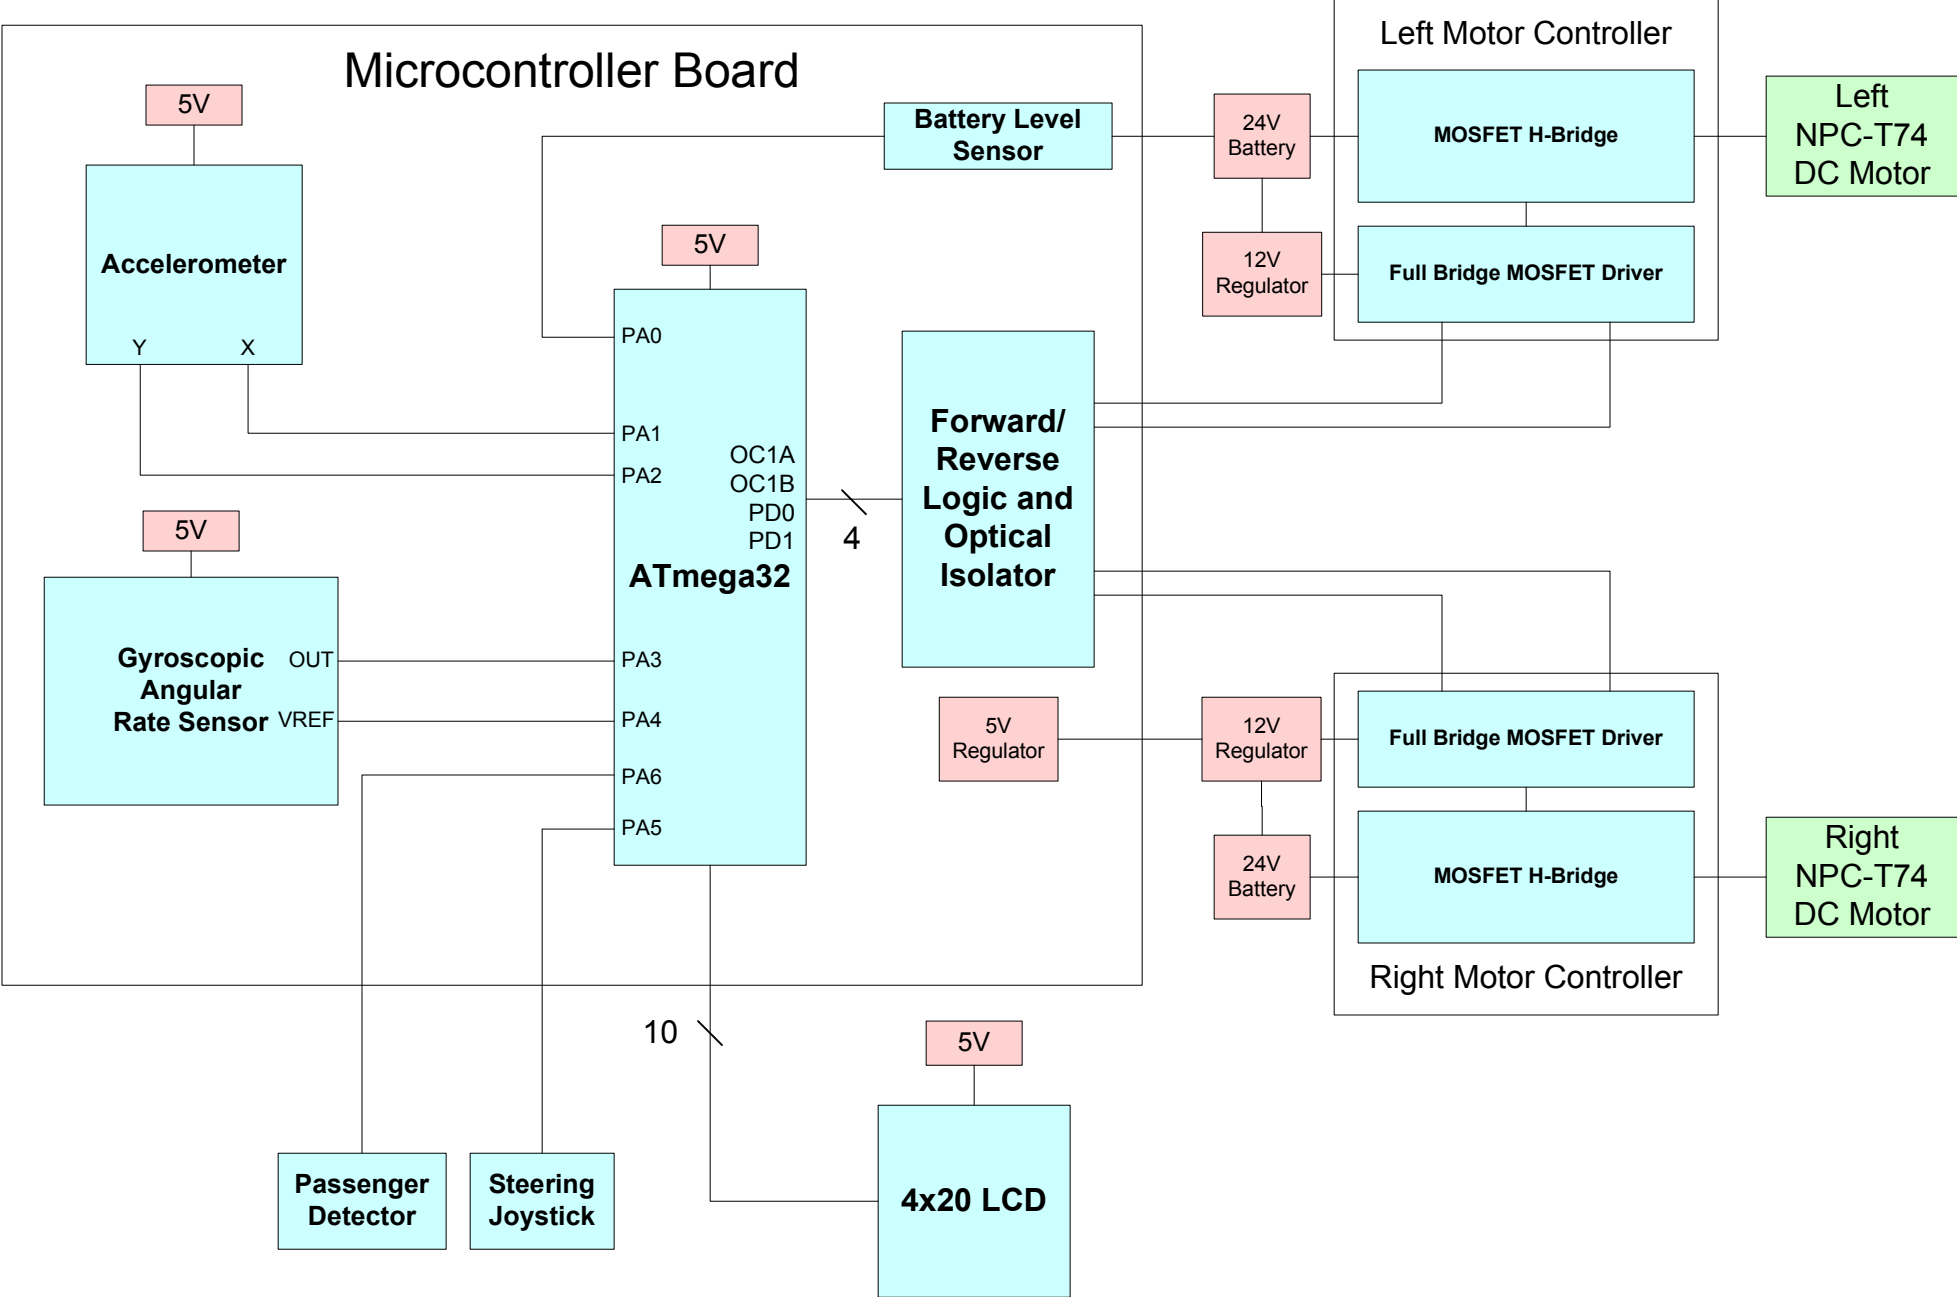 Left Motor Controller
Microcontroller Board
5V
Battery Level
Sensor
24V
Battery
MOSFET H-Bridge
Left
NPC-T74
DC Motor
Accelerometer
Y
X
5V
12V
Regulator
Full Bridge MOSFET Driver
PA0
PA1
PA2
OC1A
OC1B
PD0
PD1
ATmega32
4
Forward/
Reverse
Logic and
Optical
Isolator
5V
Gyroscopic
Angular
Rate Sensor
OUT
VREF
PA3
PA4
PA6
PA5
5V
Regulator
12V
Regulator
Full Bridge MOSFET Driver
24V
Battery
MOSFET H-Bridge
Right
NPC-T74
DC Motor
Right Motor Controller
10
5V
Passenger
Detector
Steering
Joystick
4x20 LCD